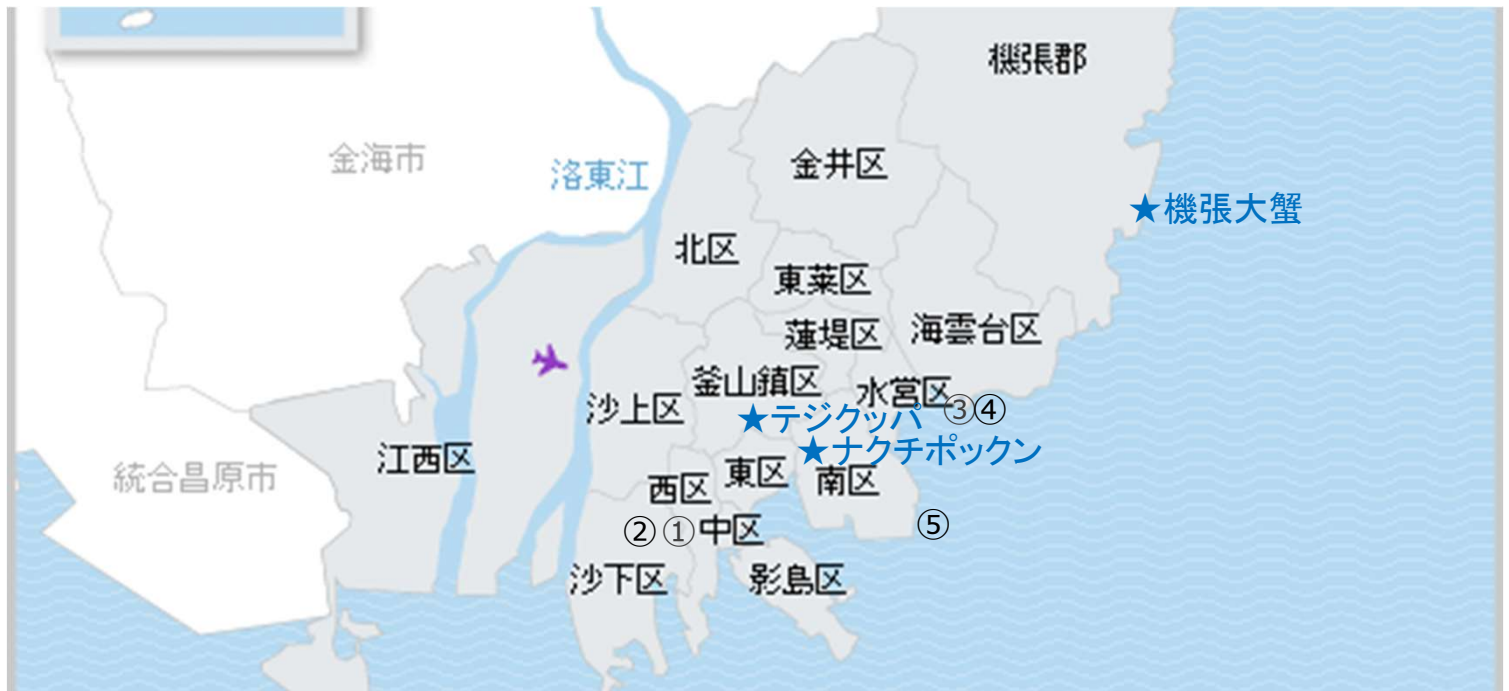 機張郡
金海市
金井区
洛東江
★機張大蟹
北区
東莱区
蓮堤区
海雲台区
釜山鎮区
水営区
③④
沙上区
★テジクッパ
★ナクチポックン
江西区
統合昌原市
西区
東区
南区
②①中区
⑤
沙下区
影島区